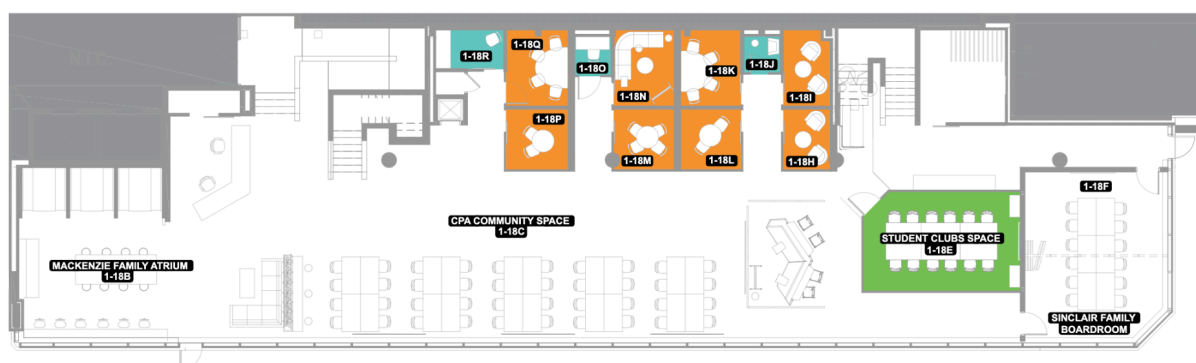 NIC
1-18R
1-18Q
1-18O
1-18N
1-18K
1-18J
1-18I
1-18P
1-18M
1-18L
1-18H
1-18F
CPA COMMUNITY SPACE
1-18C
STUDENT CLUBS SPACE
1-18E
MACKENZIE FAMILY ATRIUM
1-18B
SINCLAIR FAMILY
BOARDROOM